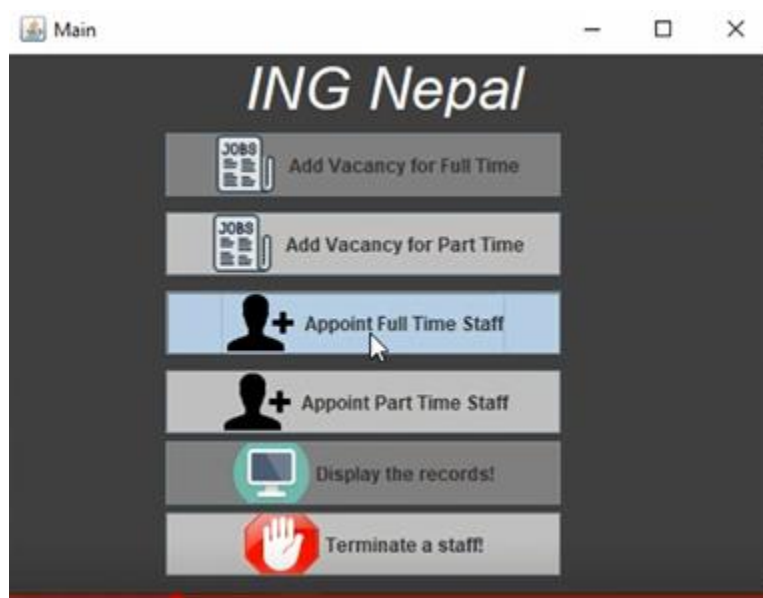 Main
ING Nepal
JOBS
Add Vacancy for Full Time
JOBS
Add Vacancy for Part Time
Appoint Full Time Staff
Appoint Part Time Staff
Display the records!
Terminate a staff!